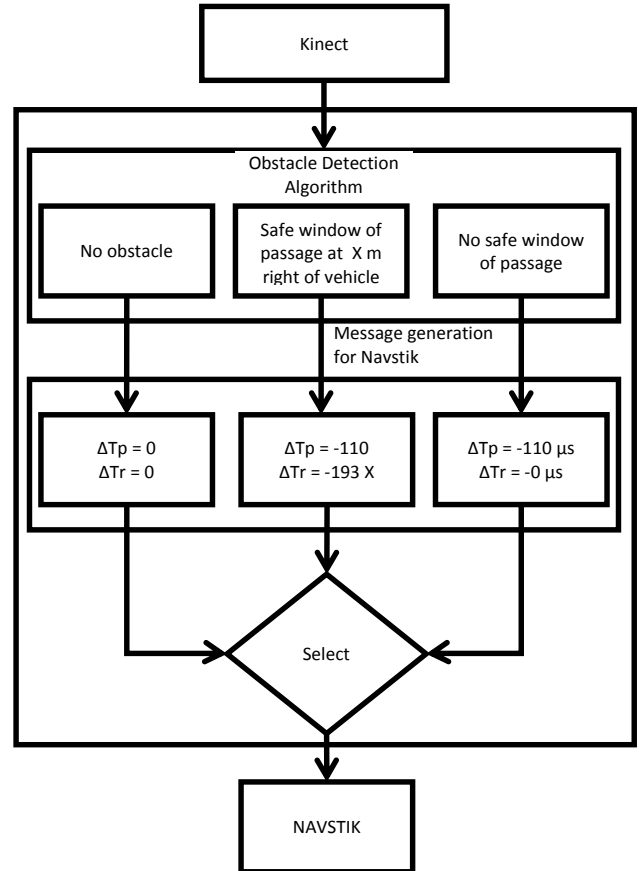 Kinect
Obstacle Detection
Algorithm
No obstacle
Safe window of
passage at X m
right of vehicle
No safe window
of passage
Message generation
for Navstik
ΔTp = 0
ΔTr = 0
ΔTp = -110
ΔTr = -193 X
ΔTp = -110 µs
ΔTr = -0 µs
Select
NAVSTIK